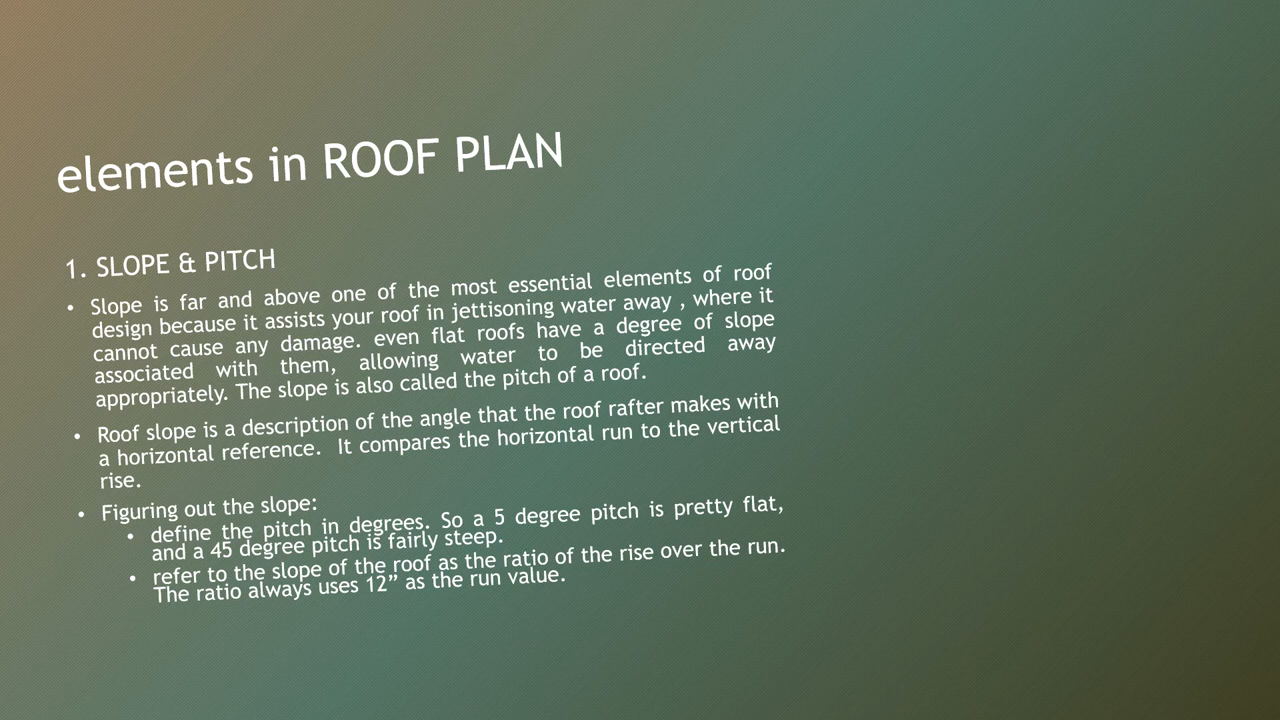 elements in ROOF PLAN
1. SLOPE & PITCH
• Slope is far and above one of the most essential elements of roof
design because it assists your roof in jettisoning water away , where it
cannot cause any damage. even flat roofs have a degree of slope
associated with them, allowing water to be directed away
appropriately. The slope is also called the pitch of a roof.
• Roof slope is a description of the angle that the roof rafter makes with
a horizontal reference. It compares the horizontal run to the vertical
rise.
• Figuring out the slope:
• define the pitch in degrees. So a 5 degree pitch is pretty flat,
and a 45 degree pitch is fairly steep.
• refer to the slope of the roof as the ratio of the rise over the run.
The ratio always uses 12” as the run value.